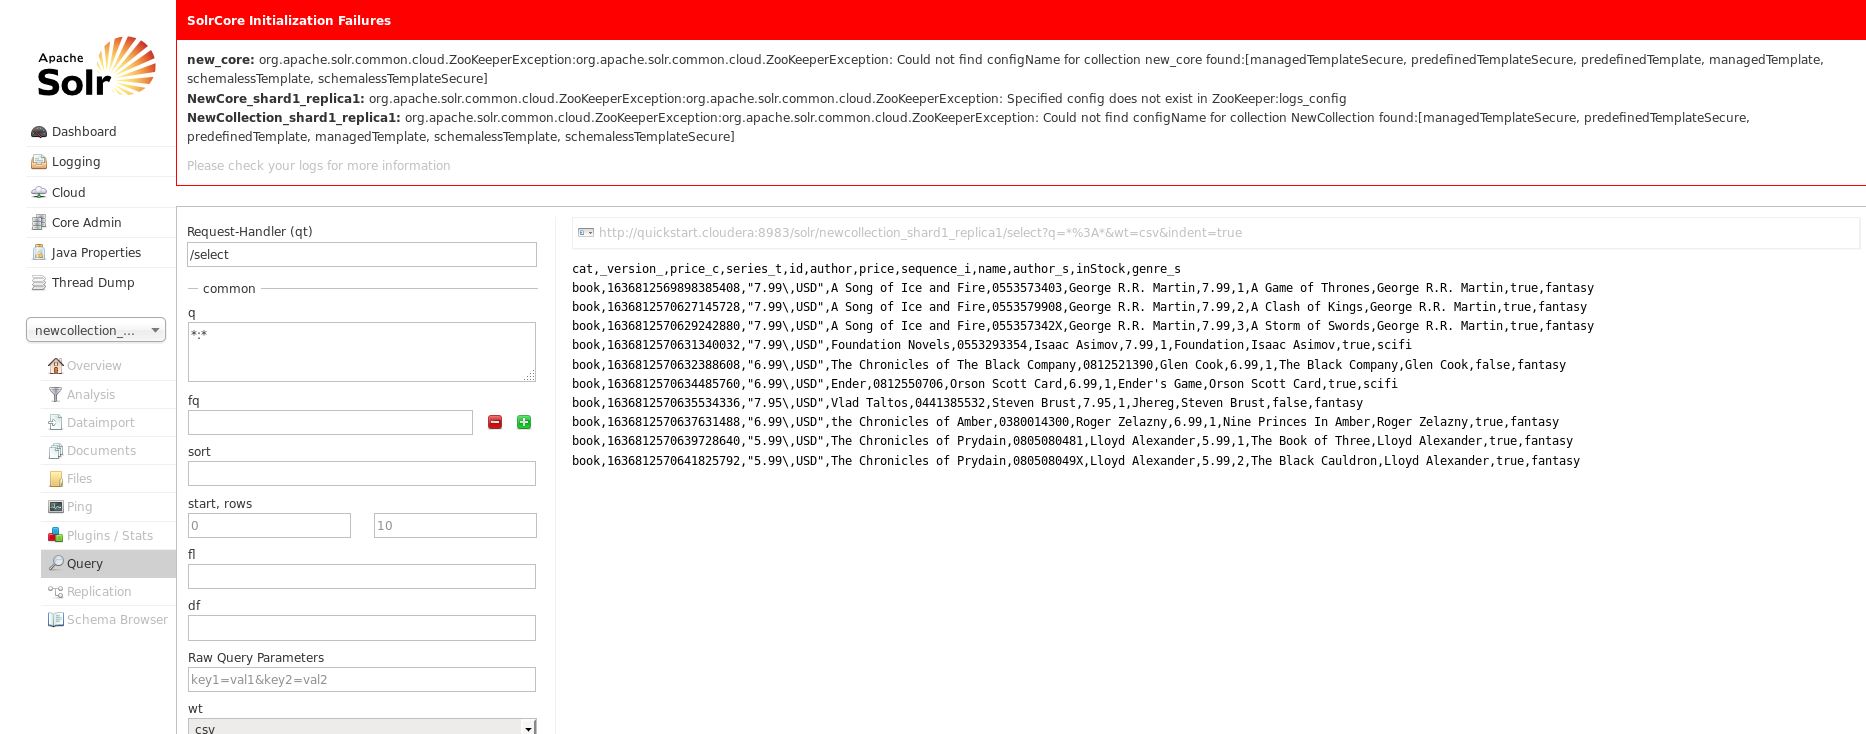 Apache
Solr
Dashboard
Logging
Cloud
Core Admin
Java Properties
Thread Dump
newcollection_...
Overview
Analysis
Dataimport
Documents
Files
Ping
Plugins / Stats
Query
Replication
Schema Browser
SolrCore Initialization Failures
new_core: org.apache.solr.common.cloud.ZooKeeperException:org.apache.solr.common.cloud.ZooKeeperException: Could not find configName for collection new_core found:[managedTemplateSecure, predefinedTemplateSecure, predefinedTemplate, managedTemplate,
schemalessTemplate, schemalessTemplateSecure]
NewCore_shard1_replica1: org.apache.solr.common.cloud.ZooKeeperException:org.apache.solr.common.cloud.ZooKeeperException: Specified config does not exist in ZooKeeper:logs_config
NewCollection_shard1_replica1: org.apache.solr.common.cloud.ZooKeeperException:org.apache.solr.common.cloud.ZooKeeperException: Could not find configName for collection NewCollection found:[managedTemplateSecure, predefinedTemplateSecure,
predefinedTemplate, managedTemplate, schemalessTemplate, schemalessTemplateSecure]
Please check your logs for more information
Request-Handler (qt)
/select
common
q
*:*
fq
sort
start, rows
0 10
fl
df
Raw Query Parameters
key1=val1&key2=val2
wt
csv
http://quickstart.cloudera:8983/solr/newcollection_shard1_replica1/select?q=*%3A*&wt=csv&indent=true
cat,_version_,price_c,series_t,id,author,price,sequence_i,name,author_s,inStock,genre_s
book,1636812569898385408,"7.99\,USD",A Song of Ice and Fire,0553573403,George R.R. Martin,7.99,1,A Game of Thrones,George R.R. Martin,true,fantasy
book,1636812570627145728,"7.99\,USD",A Song of Ice and Fire,0553579908,George R.R. Martin,7.99,2,A Clash of Kings,George R.R. Martin,true,fantasy
book,1636812570629242880,"7.99\,USD",A Song of Ice and Fire,055357342X,George R.R. Martin,7.99,3,A Storm of Swords,George R.R. Martin,true,fantasy
book,1636812570631340032,"7.99\,USD",Foundation Novels,0553293354,Isaac Asimov,7.99,1,Foundation,Isaac Asimov,true,scifi
book,1636812570632388608,"6.99\,USD",The Chronicles of The Black Company,0812521390,Glen Cook,6.99,1,The Black Company,Glen Cook,false,fantasy
book,1636812570634485760,"6.99\,USD",Ender,0812550706,Orson Scott Card,6.99,1,Ender's Game,Orson Scott Card,true,scifi
book,1636812570635534336,"7.95\,USD",Vlad Taltos,0441385532,Steven Brust,7.95,1,Jhereg,Steven Brust,false,fantasy
book,1636812570637631488,"6.99\,USD",the Chronicles of Amber,0380014300,Roger Zelazny,6.99,1,Nine Princes In Amber,Roger Zelazny,true,fantasy
book,1636812570639728640,"5.99\,USD",The Chronicles of Prydain,0805080481,Lloyd Alexander,5.99,1,The Book of Three,Lloyd Alexander,true,fantasy
book,1636812570641825792,"5.99\,USD",The Chronicles of Prydain,080508049X,Lloyd Alexander,5.99,2,The Black Cauldron,Lloyd Alexander,true,fantasy